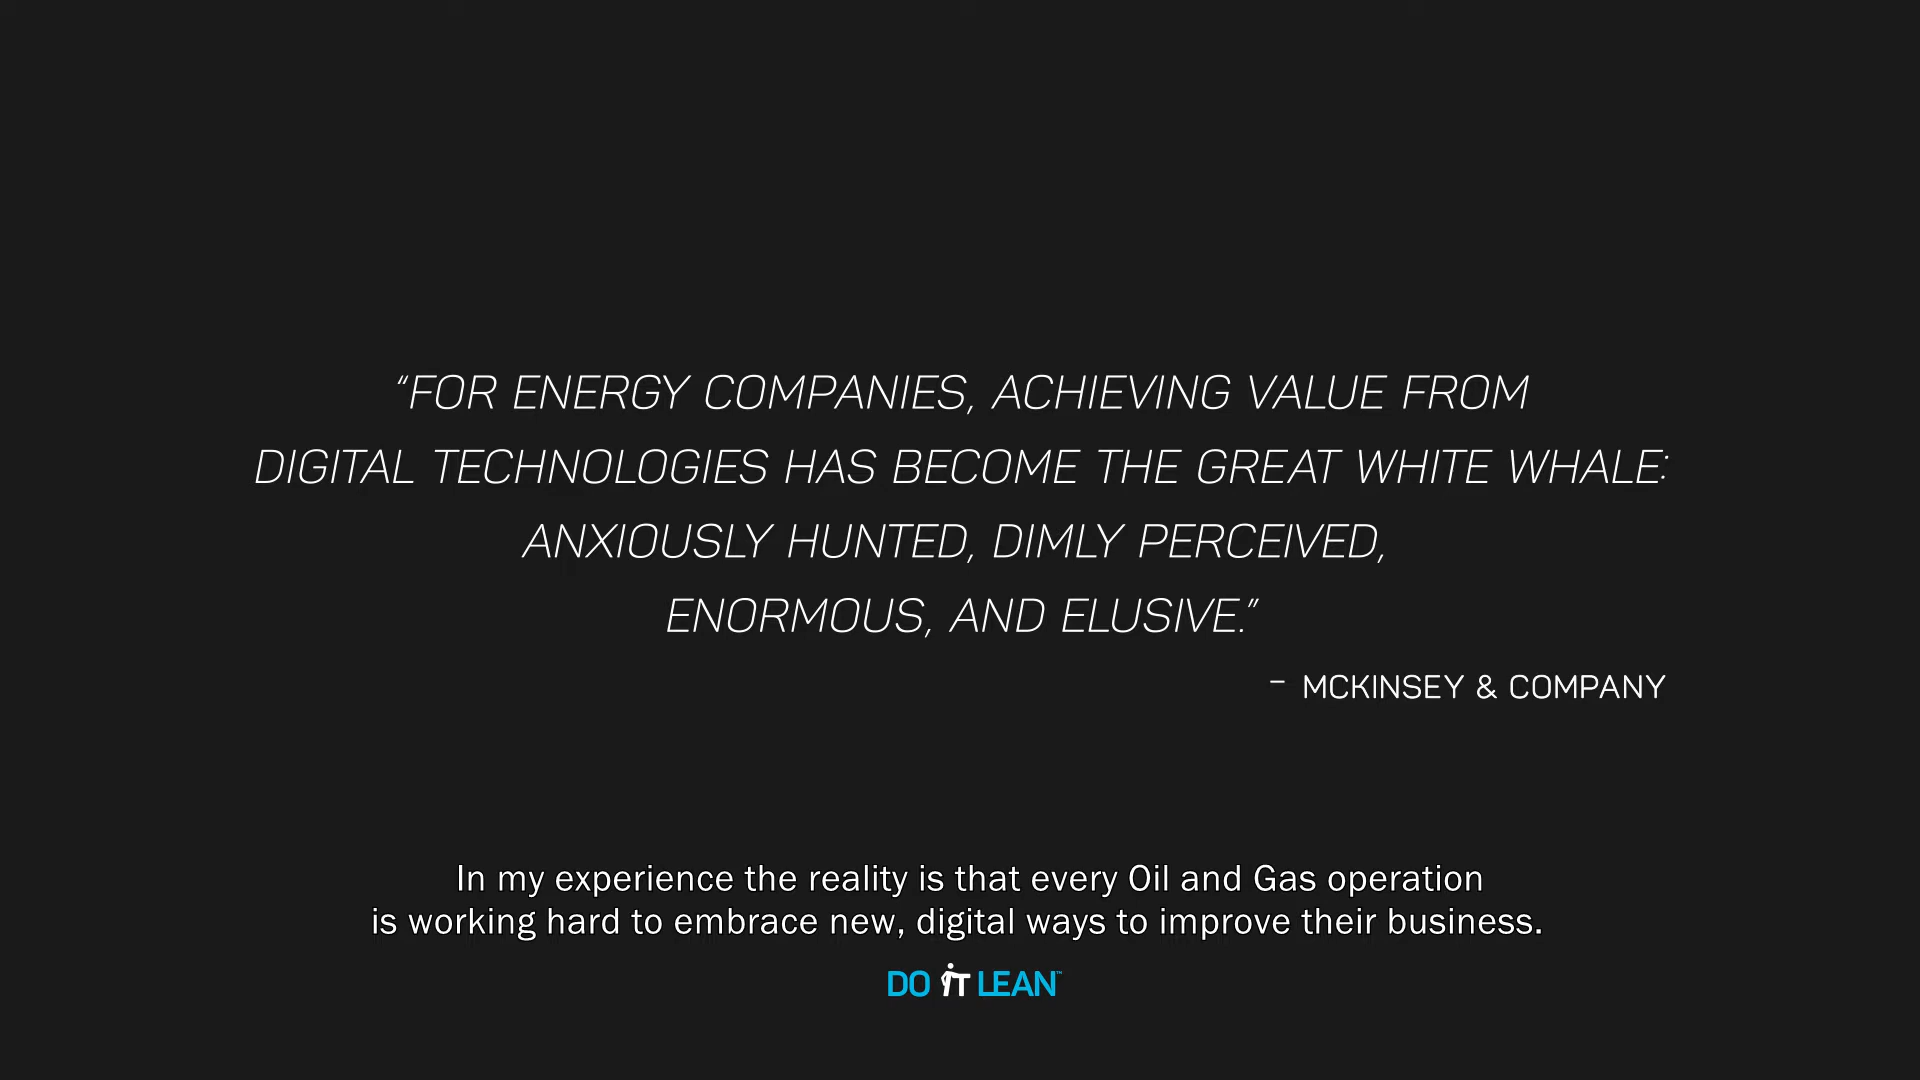 “FOR ENERGY COMPANIES, ACHIEVING VALUE FROM
DIGITAL TECHNOLOGIES HAS BECOME THE GREAT WHITE WHALE:
ANXIOUSLY HUNTED, DIMLY PERCEIVED,
ENORMOUS, AND ELUSIVE.”
– MCKINSEY & COMPANY
In my experience the reality is that every Oil and Gas operation
is working hard to embrace new, digital ways to improve their business.
DO IT LEAN™